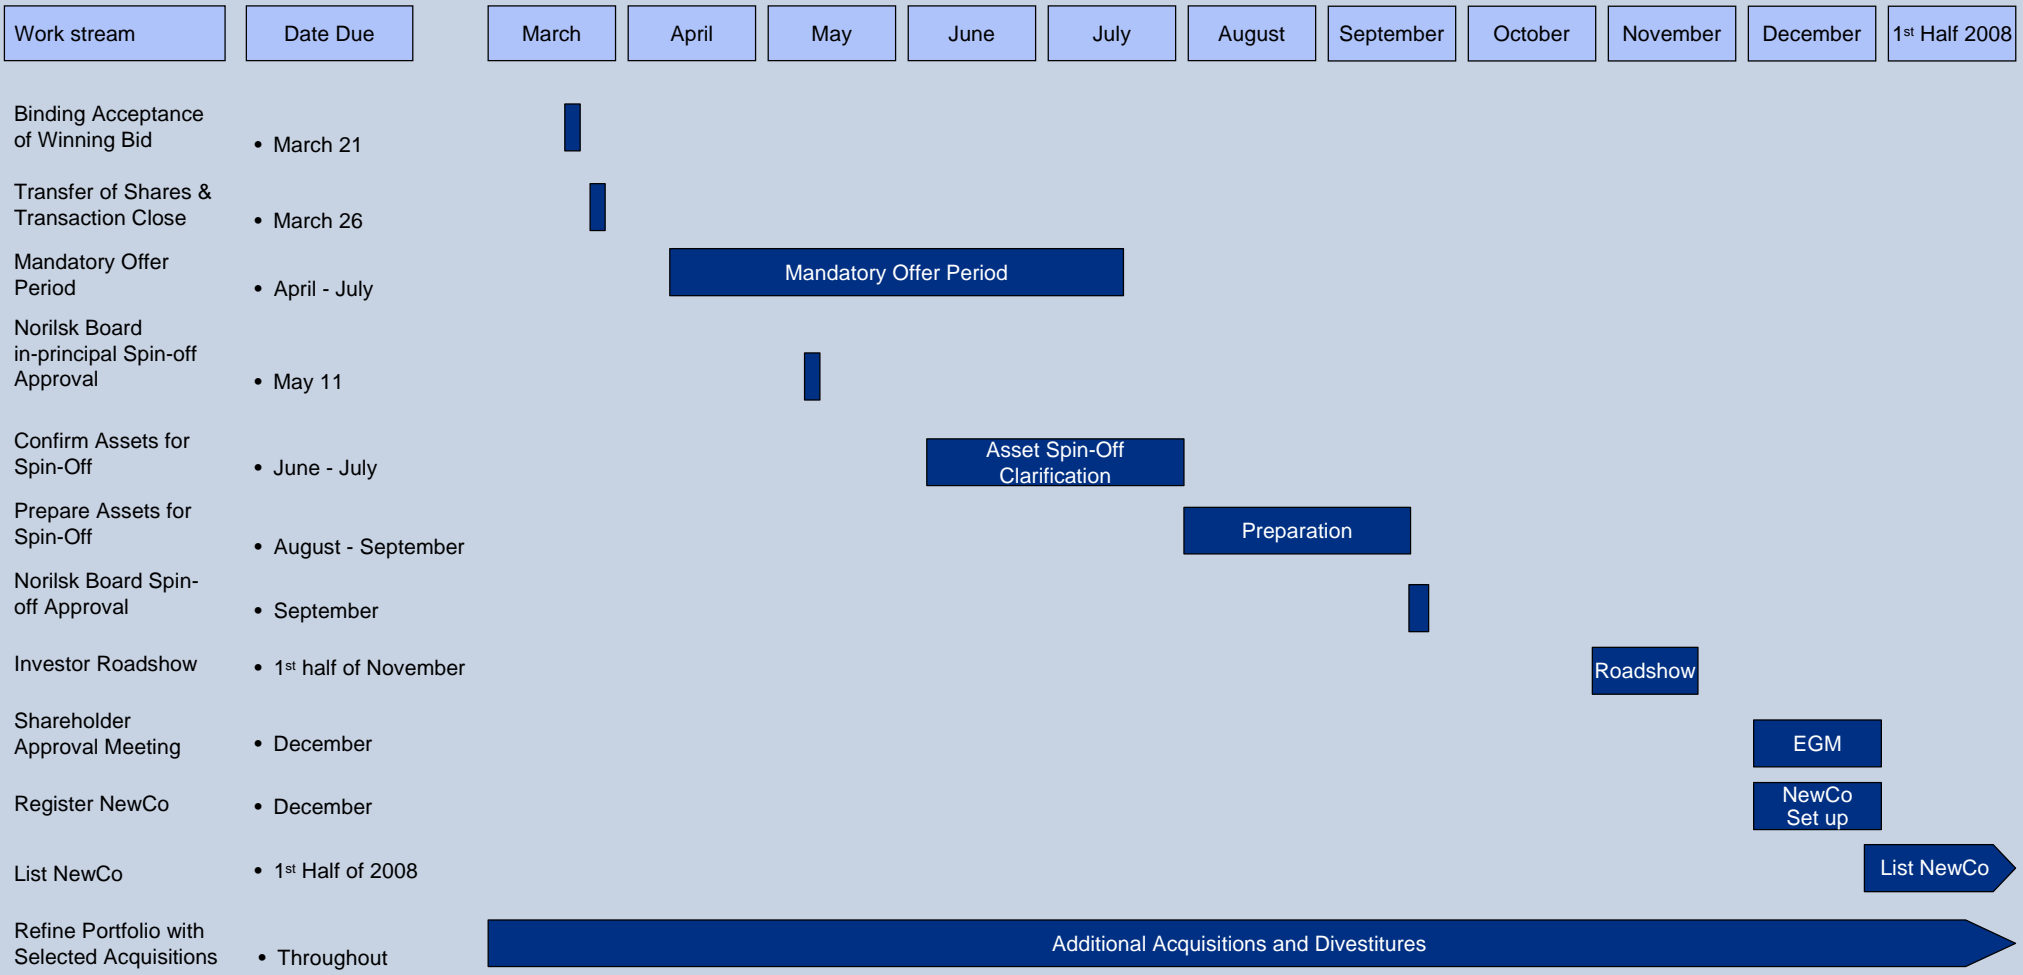 Work stream
Date Due
March
April
May
June
July
August
September
October
November
December
1st Half 2008
Binding Acceptance
of Winning Bid
• March 21
Transfer of Shares &
Transaction Close
• March 26
Mandatory Offer
Period
• April - July
Mandatory Offer Period
Norilsk Board
in-principal Spin-off
Approval
• May 11
Confirm Assets for
Spin-Off
• June - July
Asset Spin-Off
Clarification
Prepare Assets for
Spin-Off
• August - September
Preparation
Norilsk Board Spin-
off Approval
• September
Investor Roadshow
• 1st half of November
Roadshow
Shareholder
Approval Meeting
• December
EGM
Register NewCo
• December
NewCo
Set up
List NewCo
• 1st Half of 2008
List NewCo
Refine Portfolio with
Selected Acquisitions
• Throughout
Additional Acquisitions and Divestitures